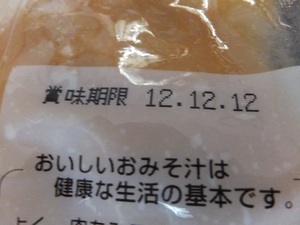 賞味期限 12.12.12
おいしいおみそ汁は
健康な生活の基本です。